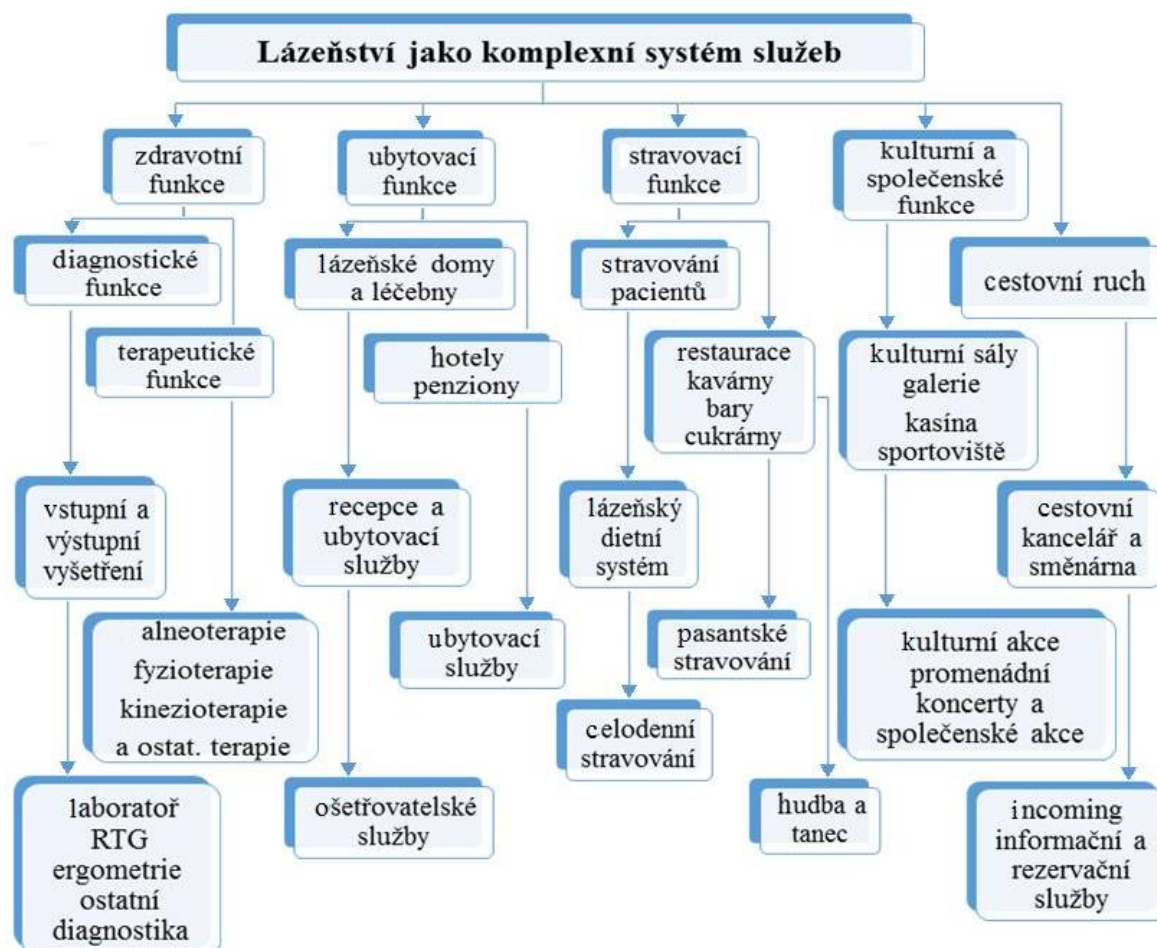 Lázeňství jako komplexní systém služeb
zdravotní
funkce
ubytovací
funkce
stravovací
funkce
kulturní a
společenské
funkce
diagnostické
funkce
lázeňské domy
a léčebny
stravování
pacientů
cestovní ruch
terapeutické
funkce
hotely
penziony
restaurace
kavárny
bary
cukrárny
kulturní sály
galerie
kasína
sportoviště
vstupní a
výstupní
vyšetření
recepce a
ubytovací
služby
lázeňský
dietní
systém
cestovní
kancelář a
směnárna
alneoterapie
fyzioterapie
kinezioterapie
a ostat. terapie
ubytovací
služby
pasantské
stravování
kulturní akce
promenádní
koncerty a
společenské akce
celodenní
stravování
laboratoř
RTG
ergometrie
ostatní
diagnostika
ošetřovatelské
služby
hudba a
tanec
incoming
informační a
rezervační
služby